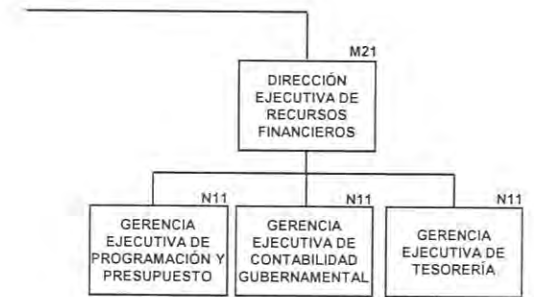 M21
DIRECCIÓN
EJECUTIVA DE
RECURSOS
FINANCIEROS
N11
GERENCIA
EJECUTIVA DE
PROGRAMACIÓN Y
PRESUPUESTO
N11
GERENCIA
EJECUTIVA DE
CONTABILIDAD
GUBERNAMENTAL
N11
GERENCIA
EJECUTIVA DE
TESORERÍA